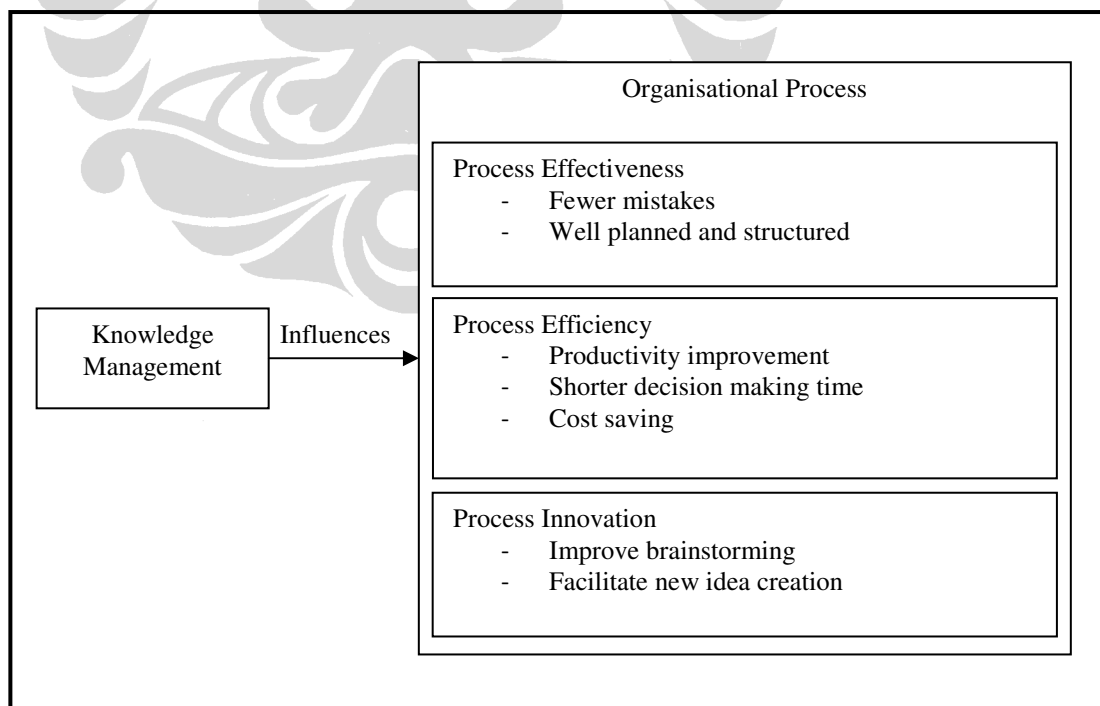 Organisational Process
Process Effectiveness
- Fewer mistakes
- Well planned and structured
Knowledge
Management
Influences
Process Efficiency
- Productivity improvement
- Shorter decision making time
- Cost saving
Process Innovation
- Improve brainstorming
- Facilitate new idea creation